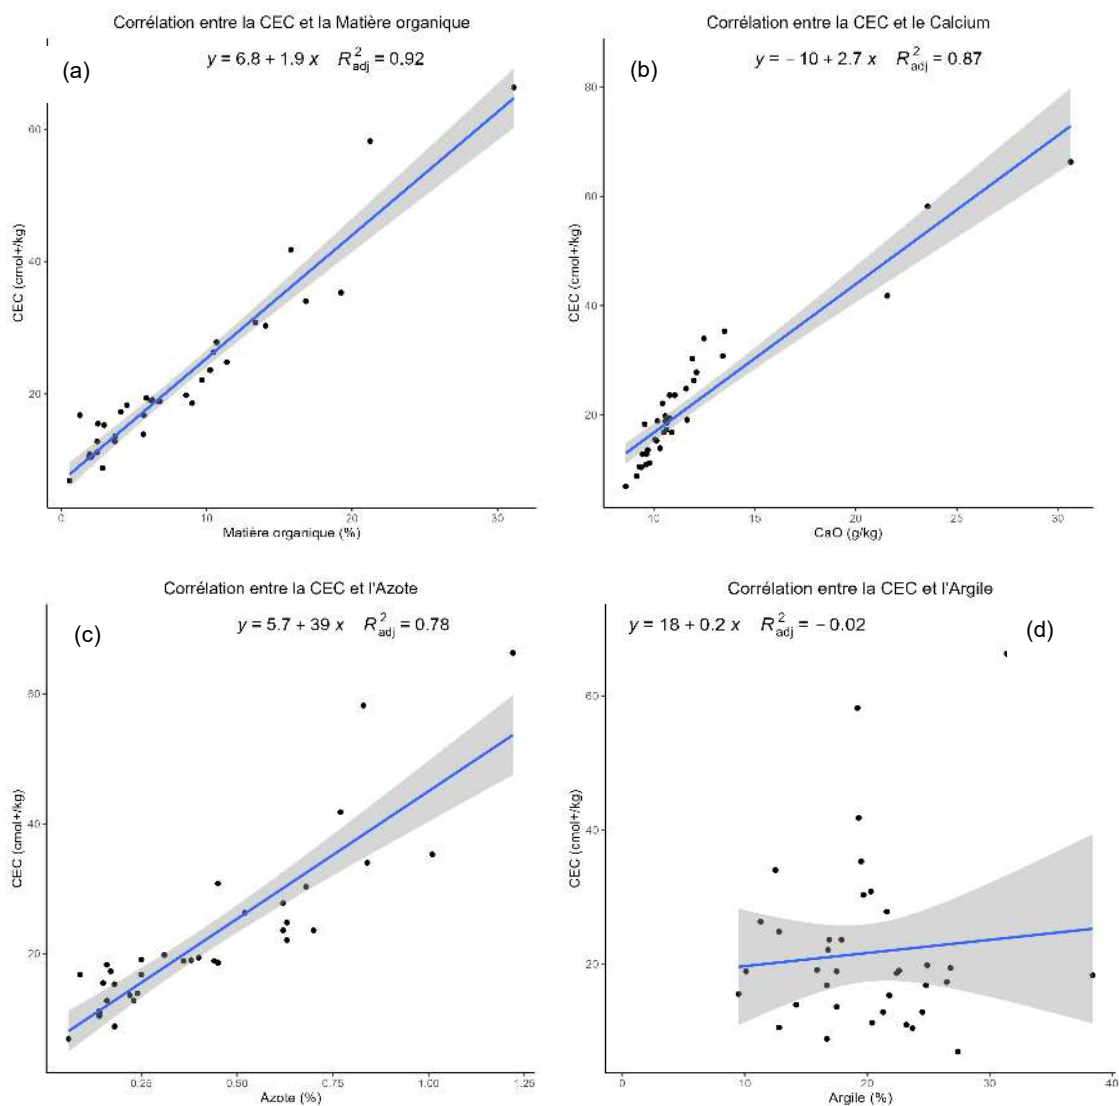 Corrélation entre la CEC et la Matière organique
(a)
y = 6.8 + 1.9 x R²adj = 0.92
CEC (cmol+/kg)
60
40
20
0 10 20 30
Matière organique (%)
Corrélation entre la CEC et le Calcium
(b)
y = − 10 + 2.7 x R²adj = 0.87
CEC (cmol+/kg)
80
60
40
20
10 15 20 25 30
CaO (g/kg)
Corrélation entre la CEC et l'Azote
(c)
y = 5.7 + 39 x R²adj = 0.78
CEC (cmol+/kg)
60
40
20
0.25 0.50 0.75 1.00 1.25
Azote (%)
Corrélation entre la CEC et l'Argile
y = 18 + 0.2 x R²adj = − 0.02
(d)
CEC (cmol+/kg)
60
40
20
0 10 20 30 40
Argile (%)